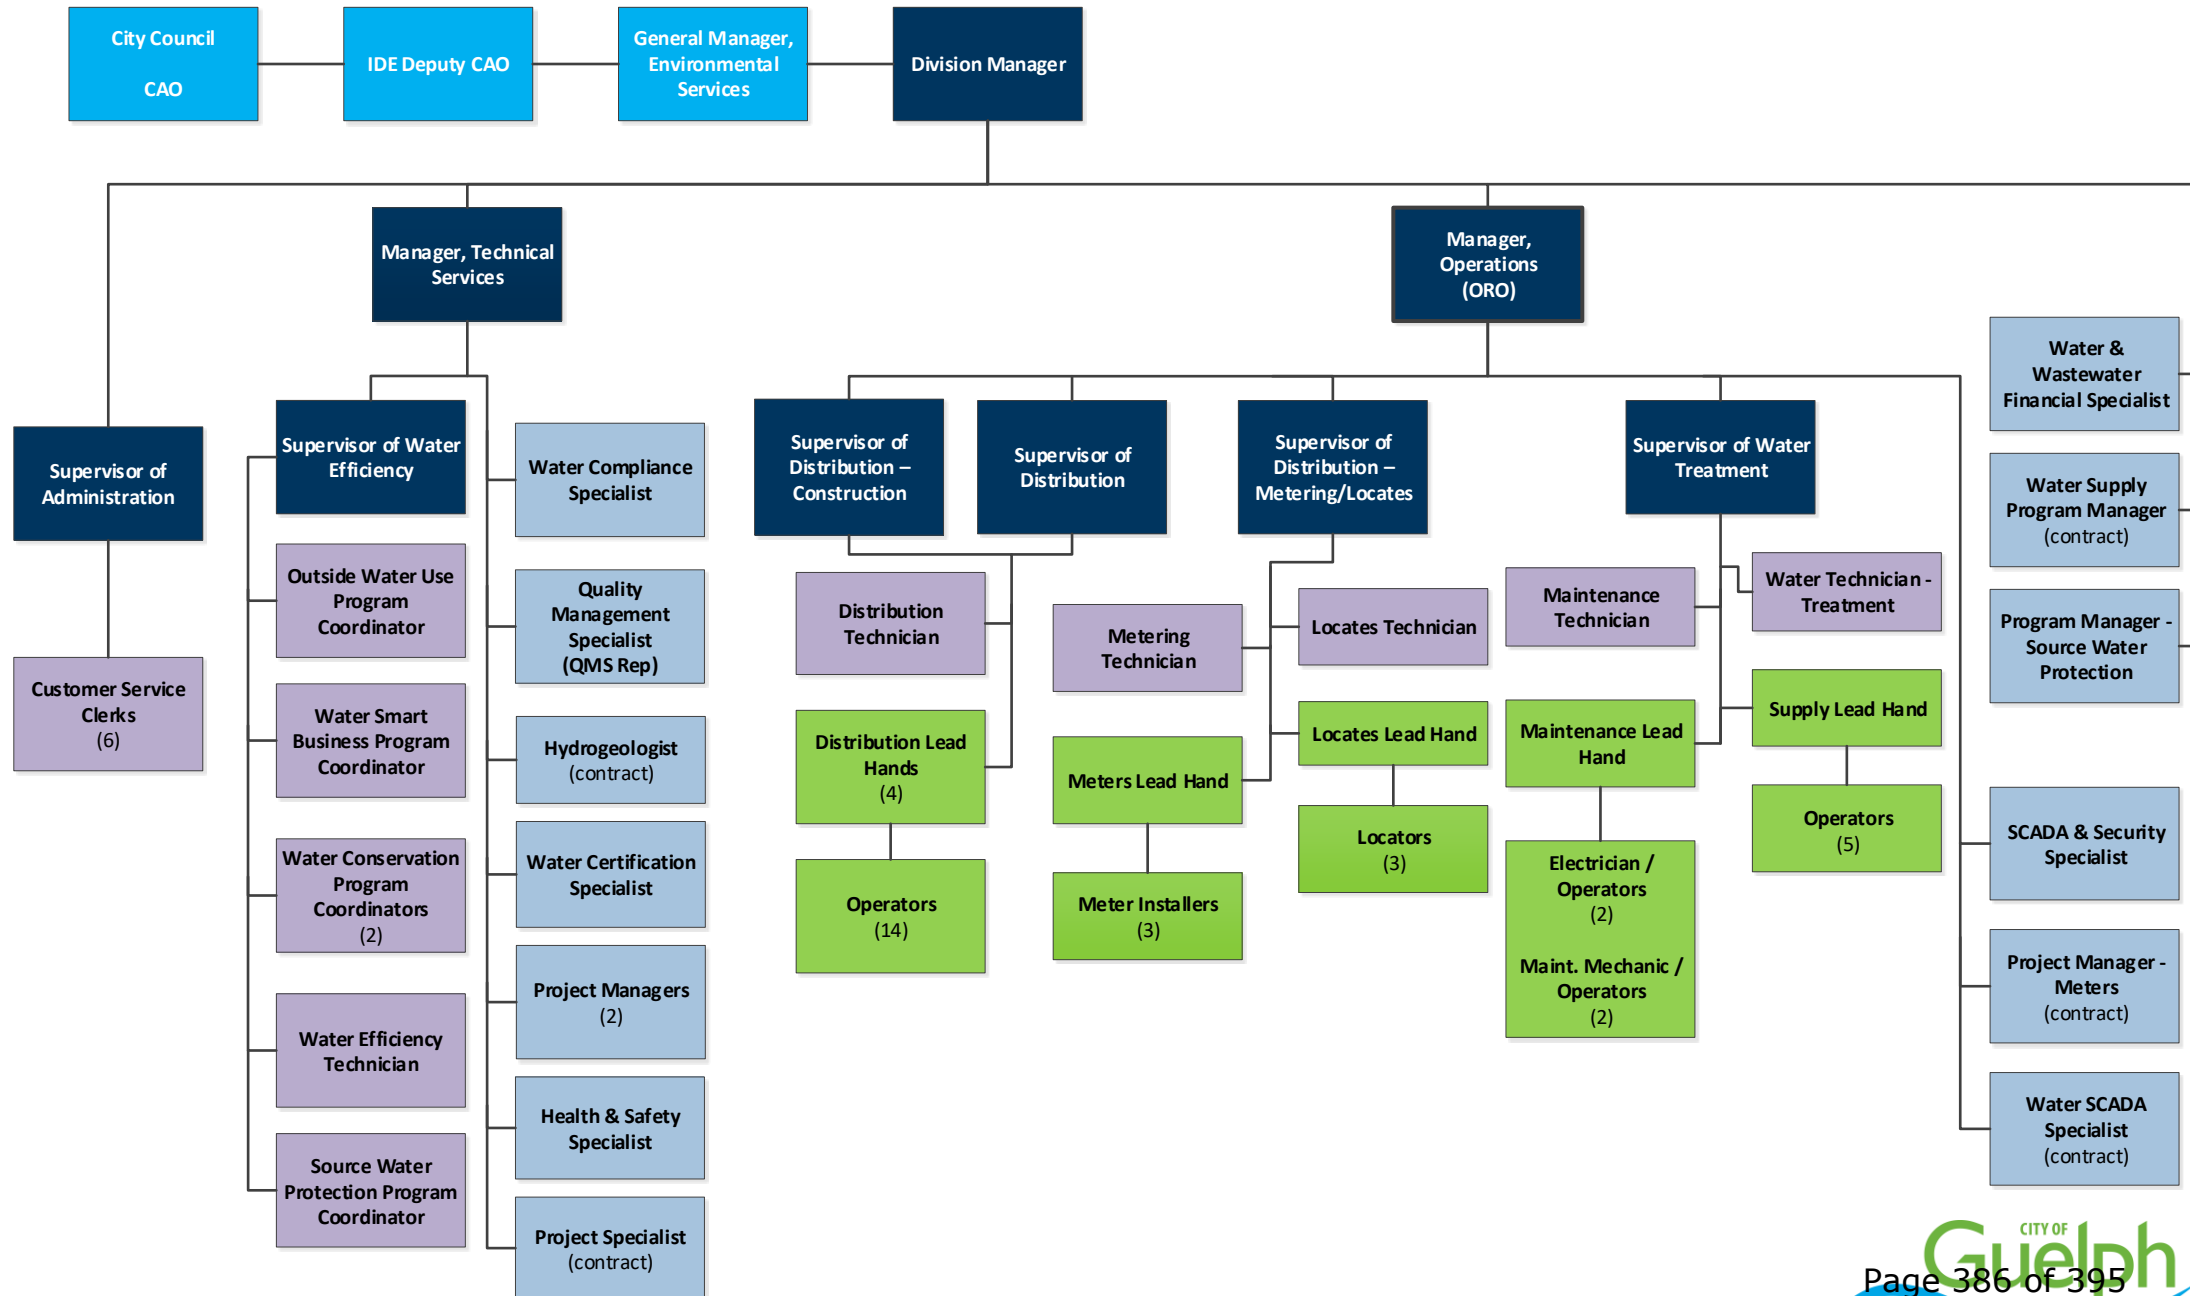 City Council
CAO
IDE Deputy CAO
General Manager,
Environmental
Services
Division Manager
Manager, Technical
Services
Manager,
Operations
(ORO)
Supervisor of
Administration
Customer Service
Clerks
(6)
Supervisor of Water
Efficiency
Outside Water Use
Program
Coordinator
Water Smart
Business Program
Coordinator
Water Conservation
Program
Coordinators
(2)
Water Efficiency
Technician
Source Water
Protection Program
Coordinator
Water Compliance
Specialist
Quality
Management
Specialist
(QMS Rep)
Hydrogeologist
(contract)
Water Certification
Specialist
Project Managers
(2)
Health & Safety
Specialist
Project Specialist
(contract)
Supervisor of
Distribution –
Construction
Supervisor of
Distribution
Distribution
Technician
Distribution Lead
Hands
(4)
Operators
(14)
Supervisor of
Distribution –
Metering/Locates
Metering
Technician
Locates Technician
Meters Lead Hand
Meter Installers
(3)
Locates Lead Hand
Locators
(3)
Supervisor of Water
Treatment
Maintenance
Technician
Water Technician -
Treatment
Maintenance Lead
Hand
Electrician /
Operators
(2)
Maint. Mechanic /
Operators
(2)
Supply Lead Hand
Operators
(5)
Water &
Wastewater
Financial Specialist
Water Supply
Program Manager
(contract)
Program Manager -
Source Water
Protection
SCADA & Security
Specialist
Project Manager -
Meters
(contract)
Water SCADA
Specialist
(contract)
CITY OF
Guelph
Page 386 of 395